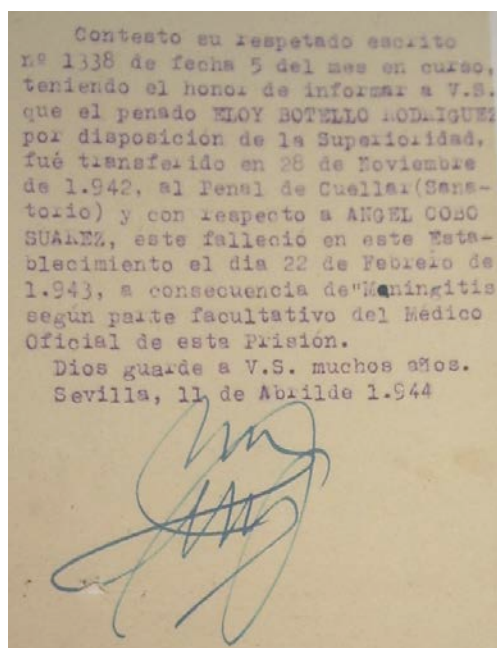 Contesto su respetado escrito
nº 1338 de fecha 5 del mes en curso,
teniendo el honor de informar a V.S.
que el penado ELOY BOTELLO RODRIGUEZ
por disposición de la Superioridad,
fué transferido en 28 de Noviembre
de 1.942, al Penal de Cuellar(Sana-
torio) y con respecto a ANGEL COBO
SUAREZ, este falleció en este Esta-
blecimiento el dia 22 de Febrero de
1.943, a consecuencia de"Meningitis
según parte facultativo del Médico
Oficial de esta Prisión.
Dios guarde a V.S. muchos años.
Sevilla, 11 de Abrilde 1.944